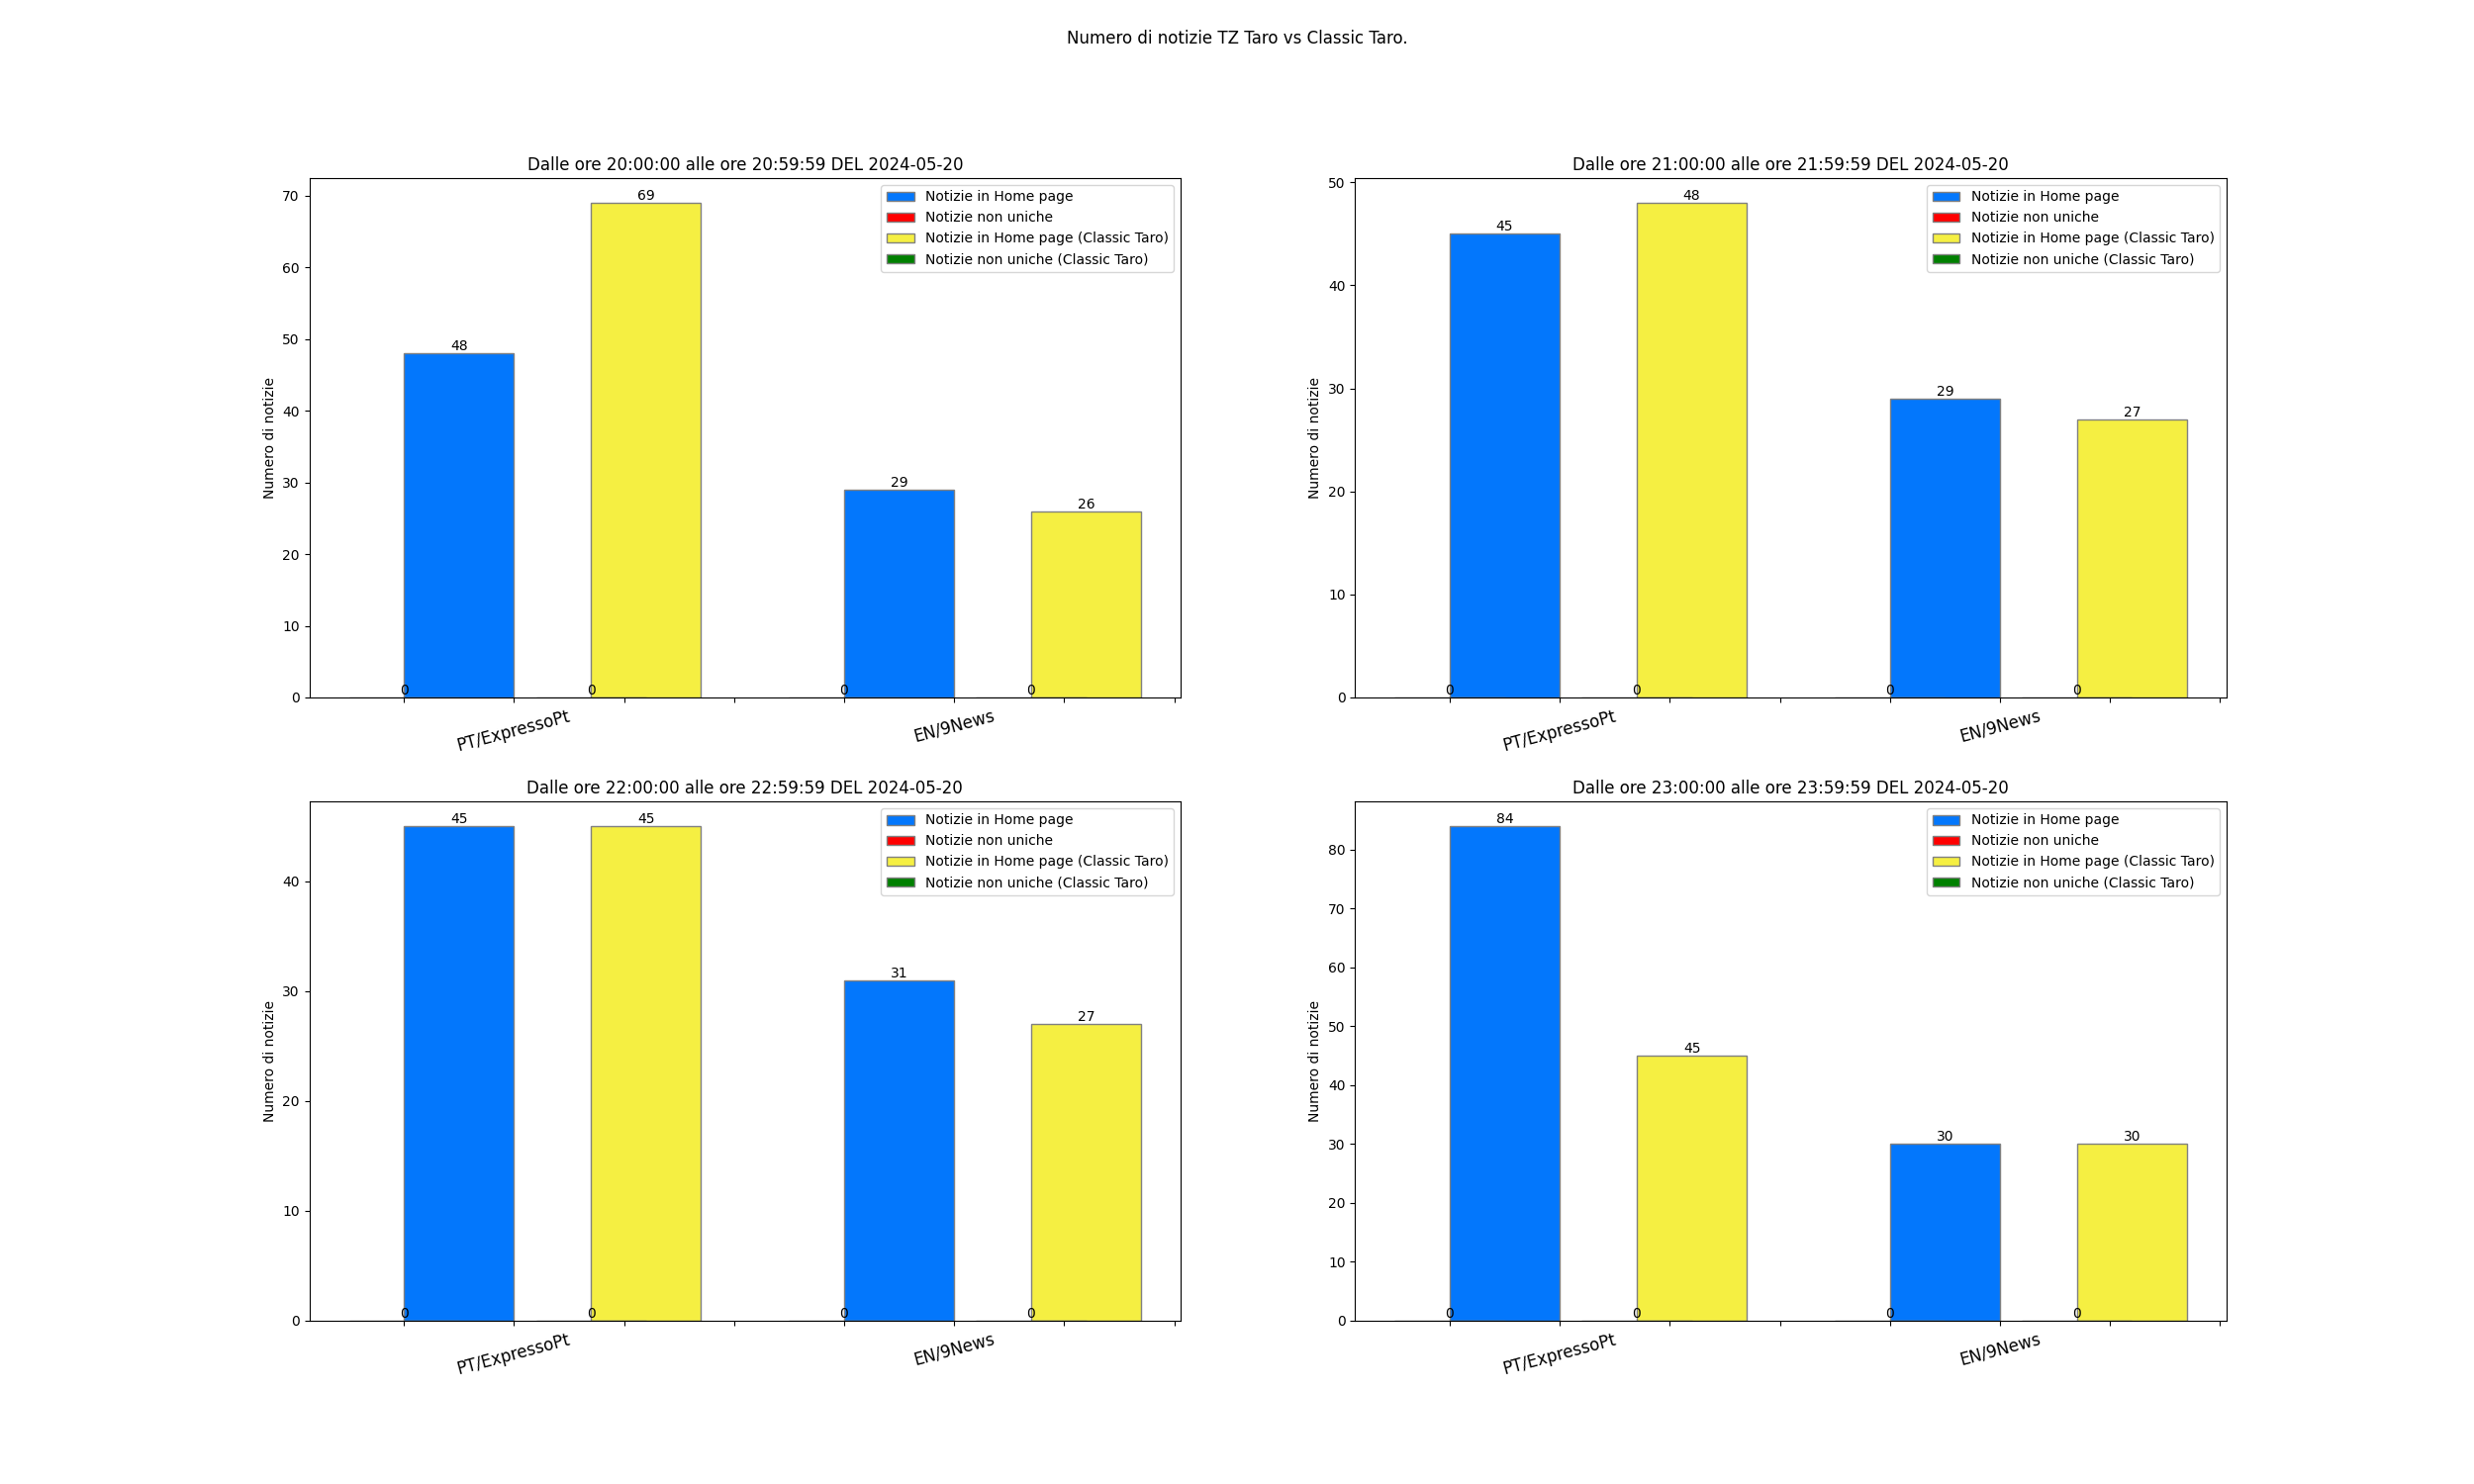 Numero di notizie TZ Taro vs Classic Taro.
Dalle ore 20:00:00 alle ore 20:59:59 DEL 2024-05-20
Numero di notizie
70
60
50
40
30
20
10
0
69
48
29
26
0
0
0
0
Notizie in Home page
Notizie non uniche
Notizie in Home page (Classic Taro)
Notizie non uniche (Classic Taro)
PT/ExpressoPt
EN/9News
Dalle ore 21:00:00 alle ore 21:59:59 DEL 2024-05-20
Numero di notizie
50
40
30
20
10
0
45
48
29
27
0
0
0
0
Notizie in Home page
Notizie non uniche
Notizie in Home page (Classic Taro)
Notizie non uniche (Classic Taro)
PT/ExpressoPt
EN/9News
Dalle ore 22:00:00 alle ore 22:59:59 DEL 2024-05-20
Numero di notizie
40
30
20
10
0
45
45
31
27
0
0
0
0
Notizie in Home page
Notizie non uniche
Notizie in Home page (Classic Taro)
Notizie non uniche (Classic Taro)
PT/ExpressoPt
EN/9News
Dalle ore 23:00:00 alle ore 23:59:59 DEL 2024-05-20
Numero di notizie
80
70
60
50
40
30
20
10
0
84
45
30
30
0
0
0
0
Notizie in Home page
Notizie non uniche
Notizie in Home page (Classic Taro)
Notizie non uniche (Classic Taro)
PT/ExpressoPt
EN/9News